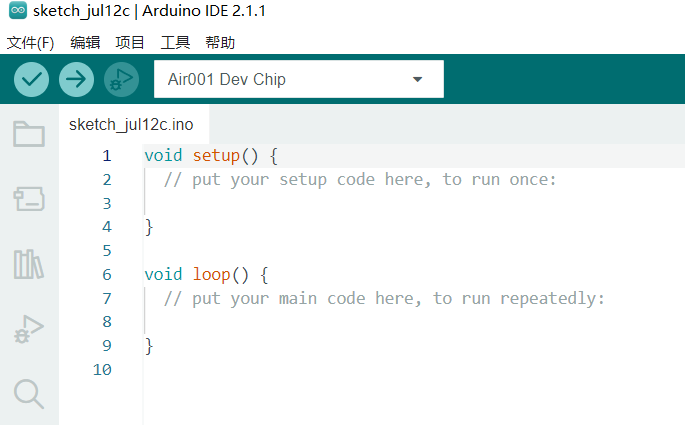 sketch_jul12c | Arduino IDE 2.1.1
文件(F) 编辑 项目 工具 帮助
Air001 Dev Chip
sketch_jul12c.ino
1 void setup() {
2 // put your setup code here, to run once:
3
4 }
5
6 void loop() {
7 // put your main code here, to run repeatedly:
8
9 }
10